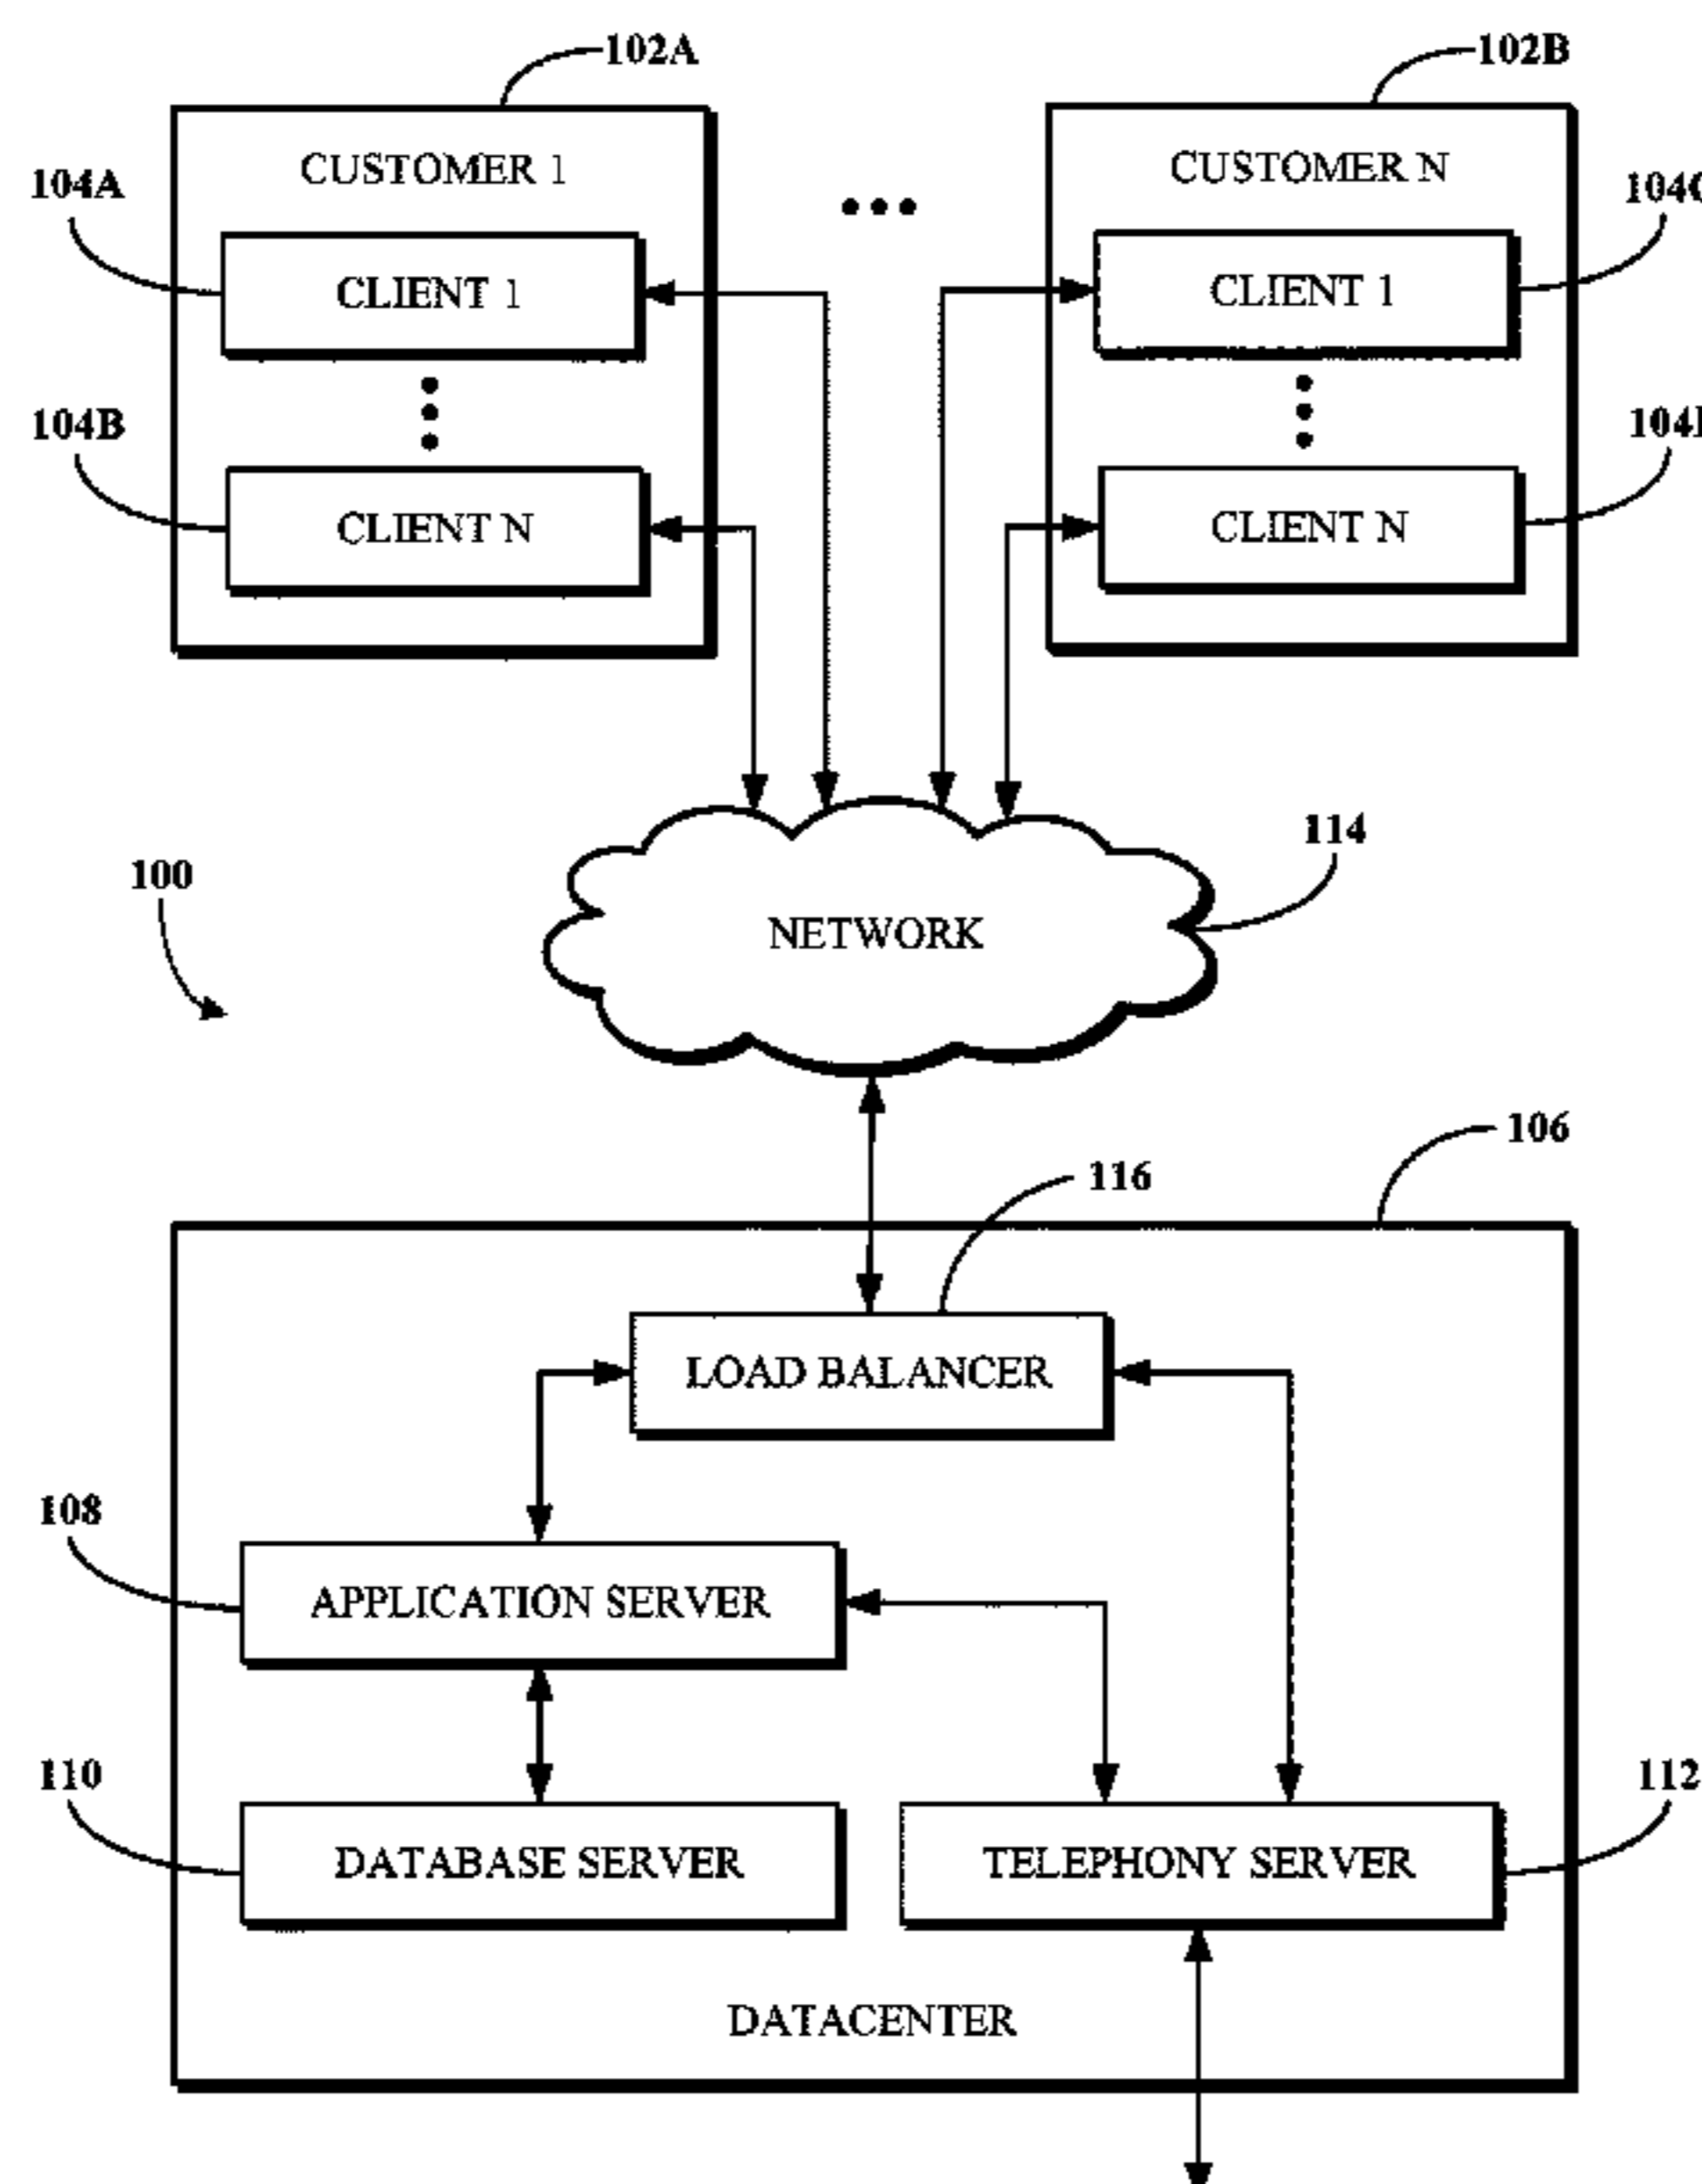 102A
102B
CUSTOMER 1
CUSTOMER N
104A
104C
CLIENT 1
CLIENT 1
104B
CLIENT N
CLIENT N
114
100
NETWORK
106
116
LOAD BALANCER
108
APPLICATION SERVER
110
112
DATABASE SERVER
TELEPHONY SERVER
DATACENTER